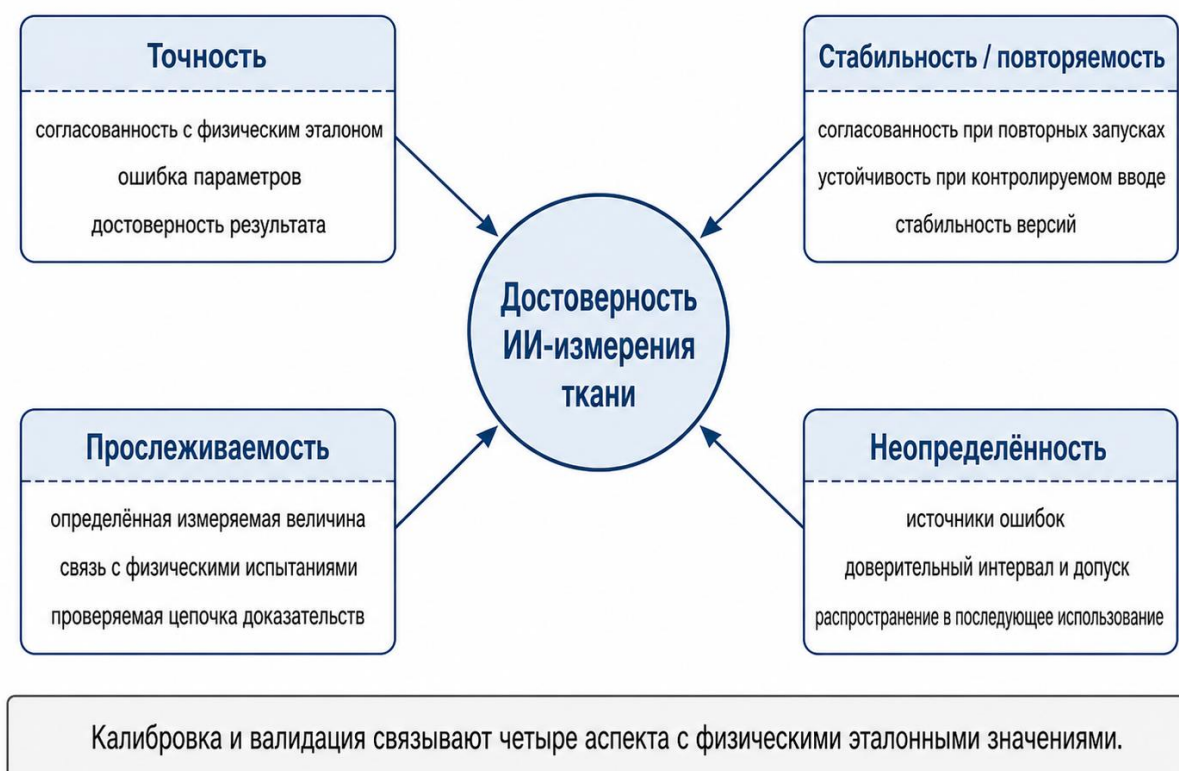 Точность
согласованность с физическим эталоном
ошибка параметров
достоверность результата
Стабильность / повторяемость
согласованность при повторных запусках
устойчивость при контролируемом вводе
стабильность версий
Достоверность
ИИ-измерения
ткани
Прослеживаемость
определённая измеряемая величина
связь с физическими испытаниями
проверяемая цепочка доказательств
Неопределённость
источники ошибок
доверительный интервал и допуск
распространение в последующее использование
Калибровка и валидация связывают четыре аспекта с физическими эталонными значениями.